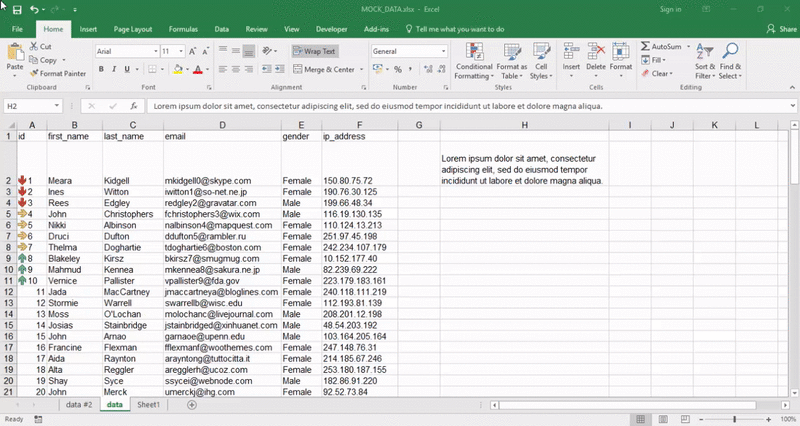 MOCK_DATA.xlsx - Excel
Sign in
File Home Insert Page Layout Formulas Data Review View Developer Add-ins Tell me what you want to do Share
Cut
Copy
Format Painter
Paste
Arial 11
Wrap Text
Merge & Center
General
Conditional Formatting
Format as Table
Cell Styles
Insert Delete Format
AutoSum
Fill
Clear
Sort & Filter
Find & Select
Clipboard Font Alignment Number Styles Cells Editing
H2 Lorem ipsum dolor sit amet, consectetur adipiscing elit, sed do eiusmod tempor incididunt ut labore et dolore magna aliqua.
A B C D E F G H I J K L
1 id first_name last_name email gender ip_address
Lorem ipsum dolor sit amet, consectetur
adipiscing elit, sed do eiusmod tempor
incididunt ut labore et dolore magna aliqua.
2 1 Meara Kidgell mkidgell0@skype.com Female 150.80.75.72
3 2 Ines Witton iwitton1@so-net.ne.jp Female 190.76.30.125
4 3 Rees Edgley redgley2@gravatar.com Male 199.66.48.34
5 4 John Christophers fchristophers3@wix.com Male 116.19.130.135
6 5 Nikki Albinson nalbinson4@mapquest.com Female 110.124.13.213
7 6 Druci Dufton ddufton5@rambler.ru Female 251.97.45.198
8 7 Thelma Doghartie tdoghartie6@boston.com Female 242.234.107.179
9 8 Blakeley Kirsz bkirsz7@smugmug.com Female 10.152.177.40
10 9 Mahmud Kennea mkennea8@sakura.ne.jp Male 82.239.69.222
11 10 Vernice Pallister vpallister9@fda.gov Female 223.179.183.161
12 11 Jada MacCartney jmaccartneya@bloglines.com Female 240.118.111.219
13 12 Stormie Warrell swarrellb@wisc.edu Female 112.193.81.139
14 13 Moss O'Lochan molochanc@livejournal.com Male 208.201.12.198
15 14 Josias Stainbridge jstainbridged@xinhuanet.com Male 48.54.203.192
16 15 John Arnao garnaoe@upenn.edu Male 103.164.205.164
17 16 Francine Flexman fflexmanf@woothemes.com Female 247.148.76.31
18 17 Aida Raynton arayntong@tuttocitta.it Female 214.185.67.246
19 18 Alta Reggler aregglerh@ucoz.com Female 253.180.187.155
20 19 Shay Syce ssycei@webnode.com Male 182.86.91.220
21 20 John Merck umerckj@ihg.com Female 92.52.73.84
data #2 data Sheet1
Ready 100%